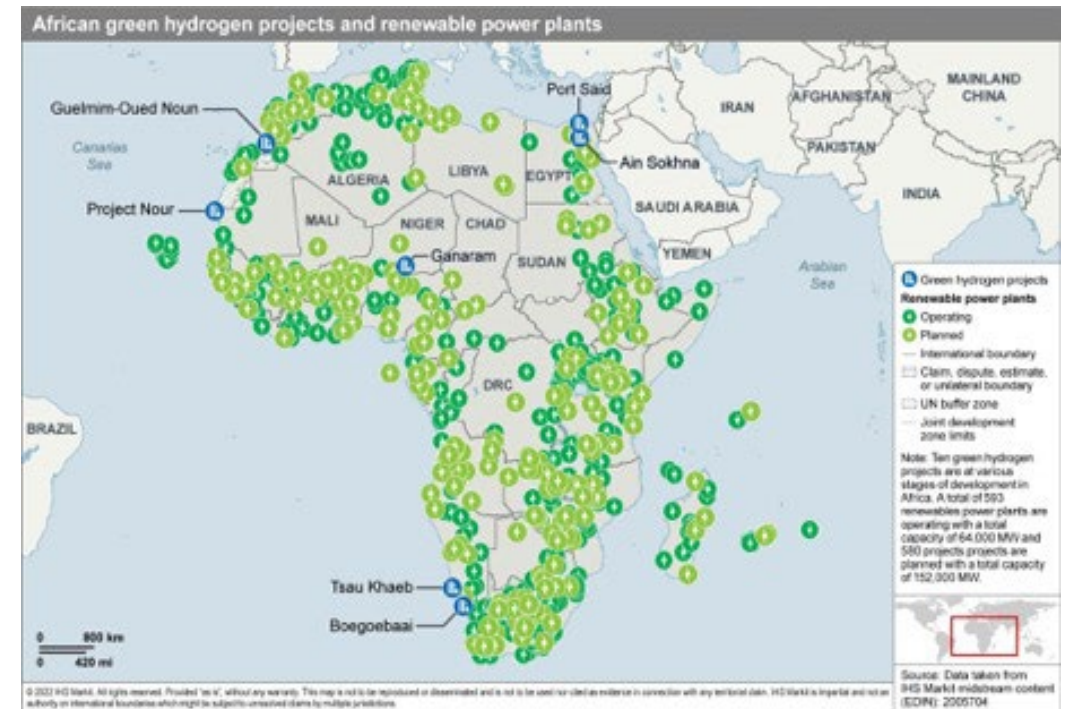 African green hydrogen projects and renewable power plants
Guelmim-Oued Noun
Port Said
MAINLAND
CHINA
AFGHANISTAN
IRAN
Canarias
Sea
PAKISTAN
Ain Sokhna
LIBYA
EGYPT
ALGERIA
INDIA
Project Nour
SAUDI ARABIA
MALI
NIGER
CHAD
YEMEN
Ganaram
SUDAN
Arabian
Sea
DRC
BRAZIL
Tsau Khaeb
Boegoebaai
0 800 km
0 420 mi
Green hydrogen projects
Renewable power plants
Operating
Planned
International boundary
Claim, dispute, estimate,
or unilateral boundary
UN buffer zone
Joint development
zone limits
Note: Ten green hydrogen
projects are at various
stages of development in
Africa. A total of 593
renewables power plants are
operating with a total
capacity of 64,000 MW and
580 projects projects are
planned with a total capacity
of 152,000 MW.
Source: Data taken from
IHS Markit midstream content
(EDIN): 2005704
© 2022 IHS Markit. All rights reserved. Provided "as is", without any warranty. This map is not to be reproduced or disseminated and is not to be used nor cited as evidence in connection with any territorial claim. IHS Markit is impartial and not an
authority on international boundaries which might be subject to unresolved claims by multiple jurisdictions.